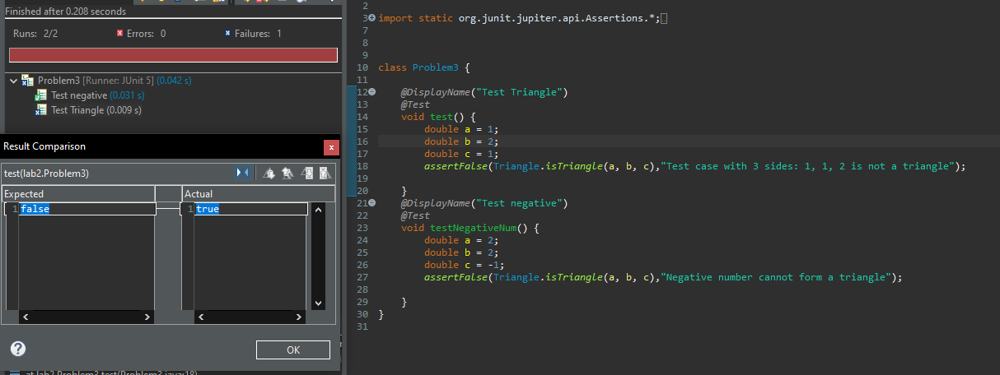 Finished after 0.208 seconds
Runs: 2/2 Errors: 0 Failures: 1
Problem3 [Runner: JUnit 5] (0.042 s)
Test negative (0.031 s)
Test Triangle (0.009 s)
Result Comparison
test(lab2.Problem3)
Expected Actual
1 false 1 true
OK
at lab2.Problem3.test(Problem3.java:18)
2
3 import static org.junit.jupiter.api.Assertions.*;
7
8
9
10 class Problem3 {
11
12 @DisplayName("Test Triangle")
13 @Test
14 void test() {
15 double a = 1;
16 double b = 2;
17 double c = 1;
18 assertFalse(Triangle.isTriangle(a, b, c),"Test case with 3 sides: 1, 1, 2 is not a triangle");
19
20 }
21 @DisplayName("Test negative")
22 @Test
23 void testNegativeNum() {
24 double a = 2;
25 double b = 2;
26 double c = -1;
27 assertFalse(Triangle.isTriangle(a, b, c),"Negative number cannot form a triangle");
28
29 }
30 }
31